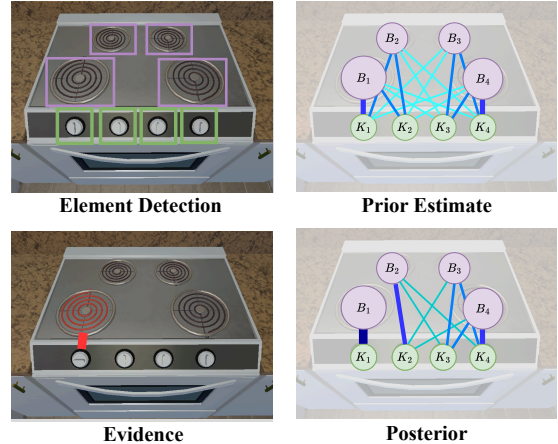 B2 B3
B1 B4
K1 K2 K3 K4
Element Detection Prior Estimate
B2 B3
B1 B4
K1 K2 K3 K4
Evidence Posterior